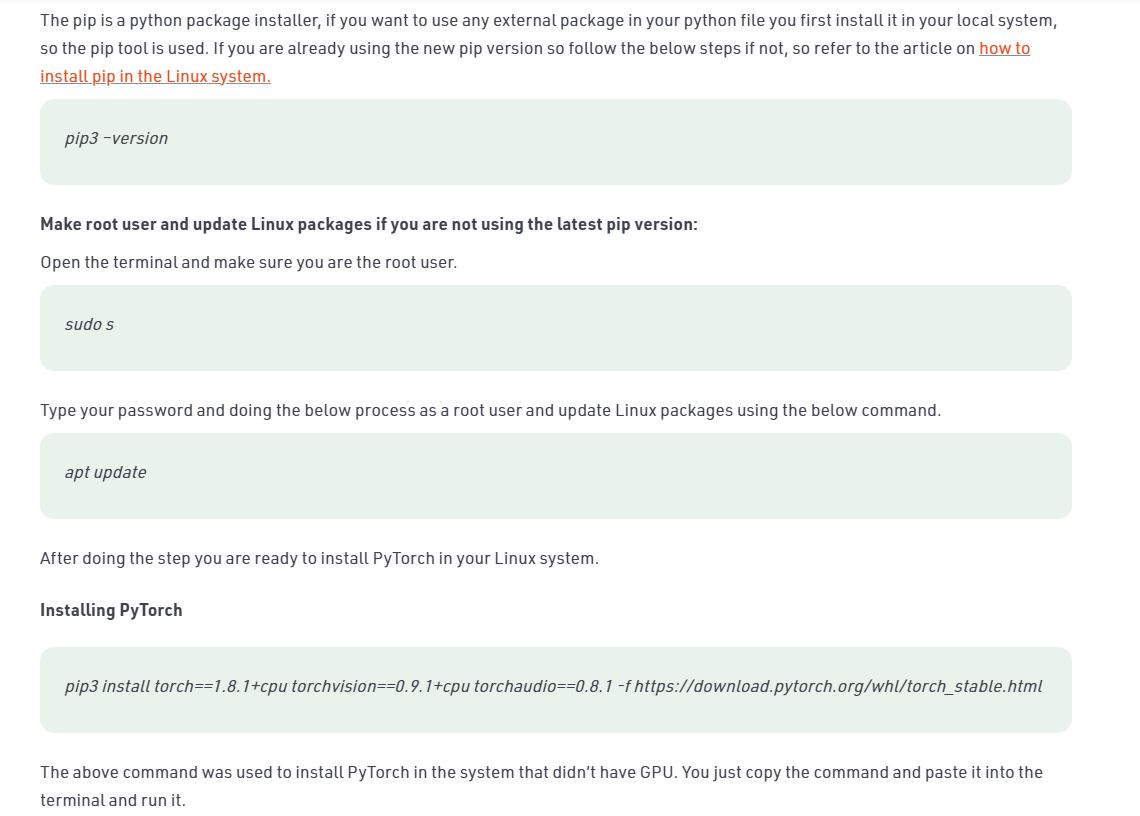 The pip is a python package installer, if you want to use any external package in your python file you first install it in your local system,
so the pip tool is used. If you are already using the new pip version so follow the below steps if not, so refer to the article on how to
install pip in the Linux system.
pip3 –version
Make root user and update Linux packages if you are not using the latest pip version:
Open the terminal and make sure you are the root user.
sudo s
Type your password and doing the below process as a root user and update Linux packages using the below command.
apt update
After doing the step you are ready to install PyTorch in your Linux system.
Installing PyTorch
pip3 install torch==1.8.1+cpu torchvision==0.9.1+cpu torchaudio==0.8.1 -f https://download.pytorch.org/whl/torch_stable.html
The above command was used to install PyTorch in the system that didn’t have GPU. You just copy the command and paste it into the
terminal and run it.